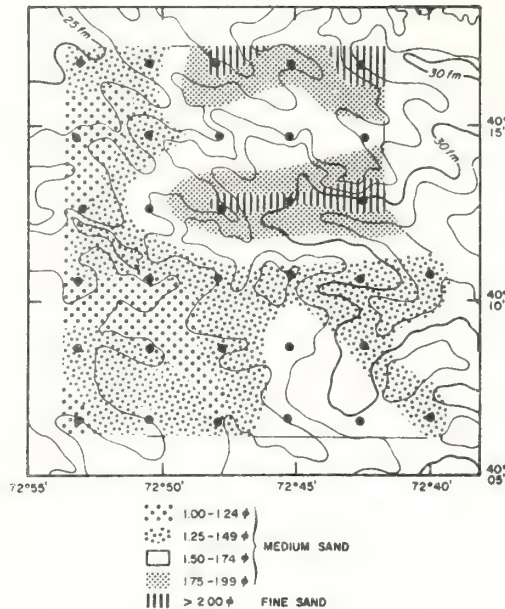 25 fm
30 fm
30 fm
40°
15'
40°
10'
40°
05'
72°55' 72°50' 72°45' 72°40'
1.00-1.24 ϕ
1.25-1.49 ϕ
1.50-1.74 ϕ
1.75-1.99 ϕ
MEDIUM SAND
> 2.00 ϕ FINE SAND